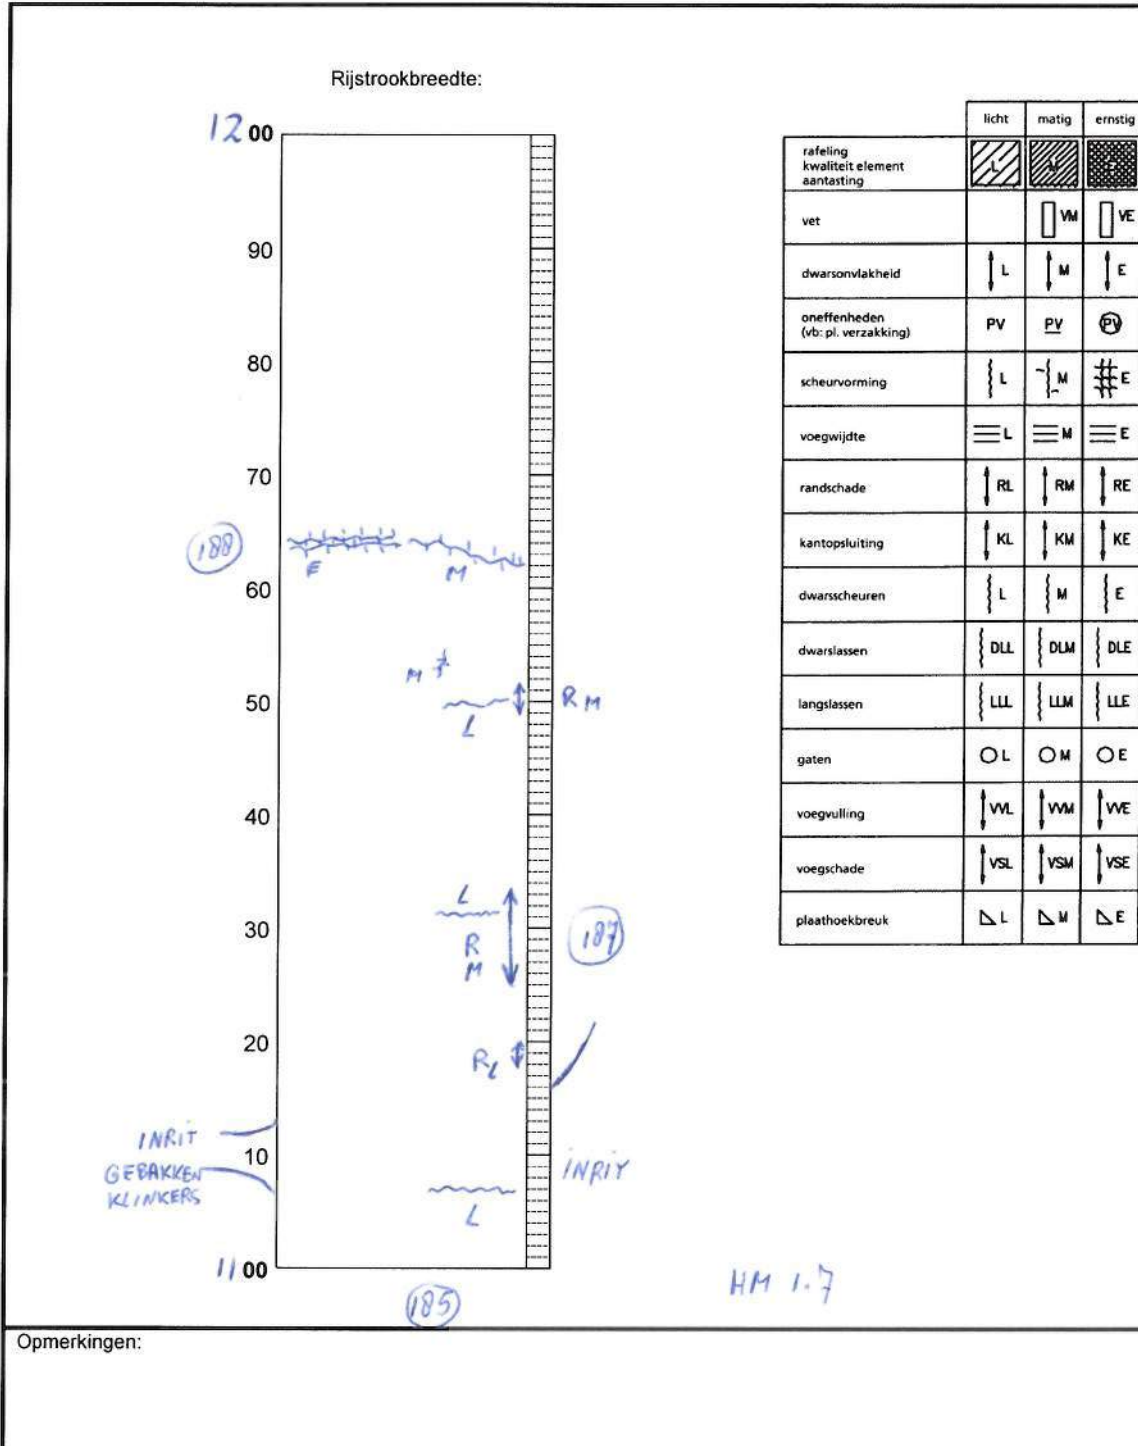 Rijstrookbreedte:
12 00
90
80
70
188
E M
60
M
50
L
R M
40
L
30
R
M
187
20
RL
INRIT
10
GEBAKKEN
KLINKERS
INRIT
L
11 00
185
HM 1.7
licht matig ernstig
rafeling
kwaliteit element
aantasting
L M E
vet
VM VE
dwarsonvlakheid
L M E
oneffenheden
(vb: pl. verzakking)
PV PV PV
scheurvorming
L M E
voegwijdte
L M E
randschade
RL RM RE
kantopsluiting
KL KM KE
dwarsscheuren
L M E
dwarslassen
DLL DLM DLE
langslassen
LLL LLM LLE
gaten
L M E
voegvulling
VVL VVM VVE
voegschade
VSL VSM VSE
plaathoekbreuk
L M E
Opmerkingen: